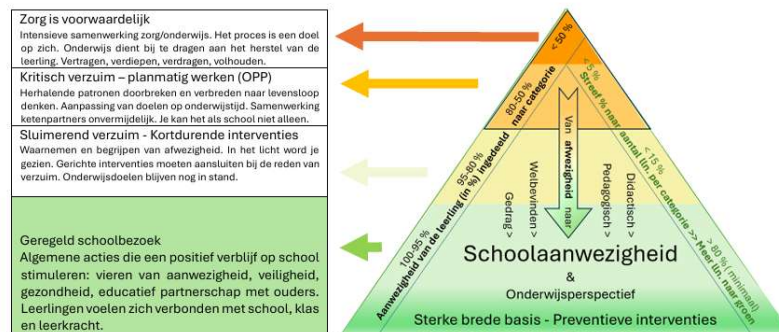 Zorg is voorwaardelijk
Intensieve samenwerking zorg/onderwijs. Het proces is een doel
op zich. Onderwijs dient bij te dragen aan het herstel van de
leerling. Vertragen, verdiepen, verdragen, volhouden.
Kritisch verzuim – planmatig werken (OPP)
Herhalende patronen doorbreken en verbreden naar levensloop
denken. Aanpassing van doelen op onderwijstijd. Samenwerking
ketenpartners onvermijdelijk. Je kan het als school niet alleen.
Sluimerend verzuim - Kortdurende interventies
Waarnemen en begrijpen van afwezigheid. In het licht word je
gezien. Gerichte interventies moeten aansluiten bij de reden van
verzuim. Onderwijsdoelen blijven nog in stand.
Geregeld schoolbezoek
Algemene acties die een positief verblijf op school
stimuleren: vieren van aanwezigheid, veiligheid,
gezondheid, educatief partnerschap met ouders.
Leerlingen voelen zich verbonden met school, klas
en leerkracht.
< 50 %
80-50 %
95-80 %
100-95 %
Aanwezigheid van de leerling (in %) ingedeeld naar categorie
< 5 %
< 15 %
> 80 % (minimaal)
Streef % naar aantal lln. per categorie >> Meer lln. naar groen
Van afwezigheid naar
Gedrag >
Welbevinden >
Pedagogisch >
Didactisch >
Schoolaanwezigheid
&
Onderwijsperspectief
Sterke brede basis - Preventieve interventies